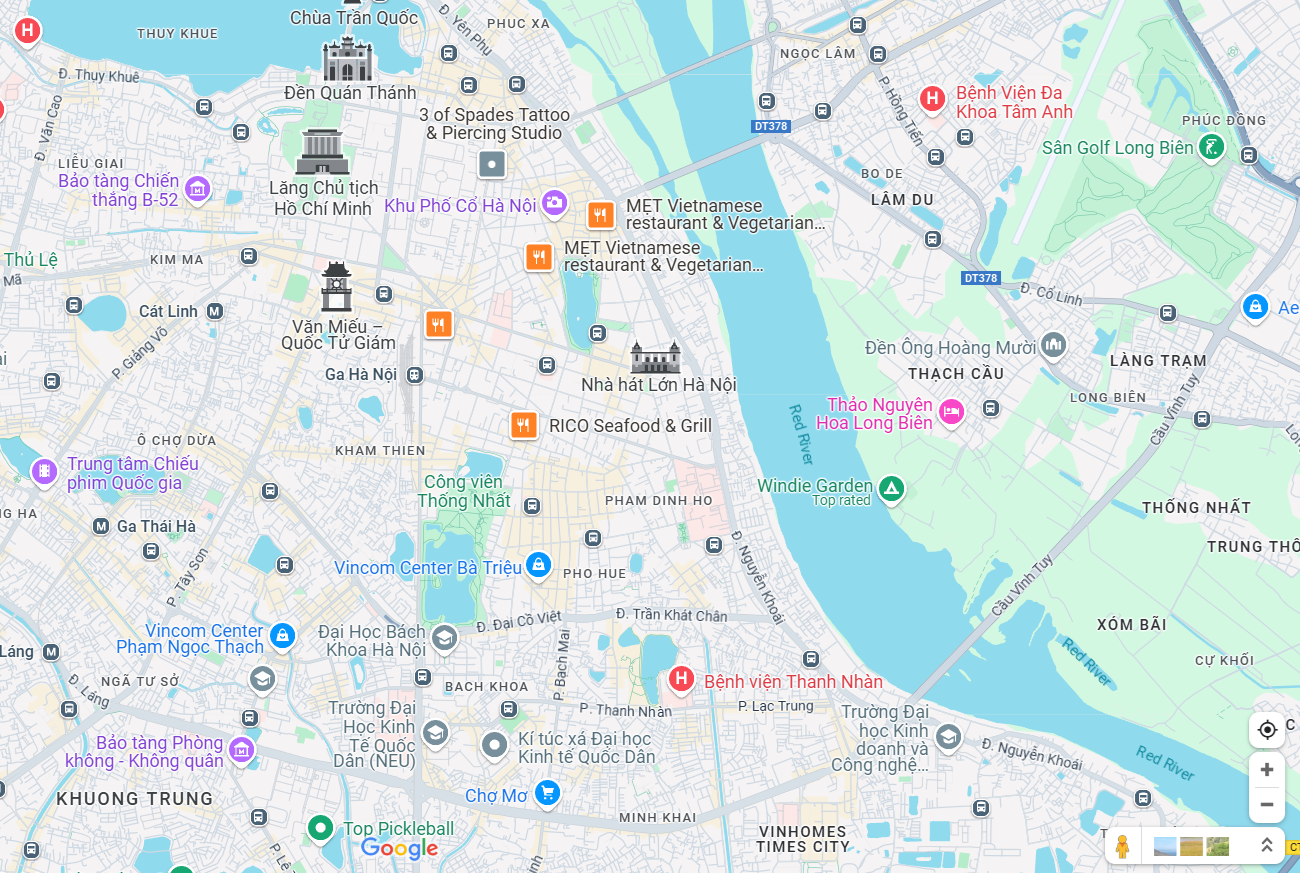 Chùa Trần Quốc
THUY KHUE
PHUC XA
Đ. Yên Phụ
NGỌC LÂM
Đ. Thụy Khuê
Đền Quán Thánh
P. Hồng Tiến
Bệnh Viện Đa
Khoa Tâm Anh
3 of Spades Tattoo
& Piercing Studio
DT378
PHÚC ĐỒNG
Đ. Văn Cao
Sân Golf Long Biên
LIỄU GIAI
Bảo tàng Chiến
thắng B-52
Lăng Chủ tịch
Hồ Chí Minh
BO DE
LÂM DU
Khu Phố Cổ Hà Nội
MET Vietnamese
restaurant & Vegetarian...
MẸT Vietnamese
restaurant & Vegetarian...
Thủ Lệ
KIM MA
Mã
DT378
Đ. Cổ Linh
Cát Linh
Ae
P. Giảng Võ
Văn Miếu –
Quốc Tử Giám
Đền Ông Hoàng Mười
LÀNG TRẠM
THẠCH CẦU
Ga Hà Nội
Nhà hát Lớn Hà Nội
LONG BIÊN
Cầu Vĩnh Tuy
Thảo Nguyên
Hoa Long Biên
Red River
RICO Seafood & Grill
Ô CHỢ DỪA
KHAM THIEN
Trung tâm Chiếu
phim Quốc gia
Công viên
Thống Nhất
Windie Garden
Top rated
PHAM DINH HO
THỐNG NHẤT
NG HA
Ga Thái Hà
TRUNG THÔ
Đ. Nguyễn Khoái
P. Tây Sơn
Vincom Center Bà Triệu
PHO HUE
Cầu Vĩnh Tuy
Đ. Trần Khát Chân
Đ. Đại Cồ Việt
XÓM BÃI
Vincom Center
Phạm Ngọc Thạch
Đại Học Bách
Khoa Hà Nội
P. Bạch Mai
Láng
Red River
CỰ KHỐI
NGÃ TƯ SỞ
Đ. Láng
BACH KHOA
Bệnh viện Thanh Nhàn
P. Thanh Nhàn
P. Lạc Trung
Trường Đại
Học Kinh
Tế Quốc
Dân (NEU)
Trường Đại
học Kinh
doanh và
Công nghệ...
Kí túc xá Đại học
Kinh tế Quốc Dân
Bảo tàng Phòng
không - Không quân
Đ. Nguyễn Khoái
Red River
KHUONG TRUNG
Chợ Mơ
MINH KHAI
Top Pickleball
Google
VINHOMES
TIMES CITY
P. Lê